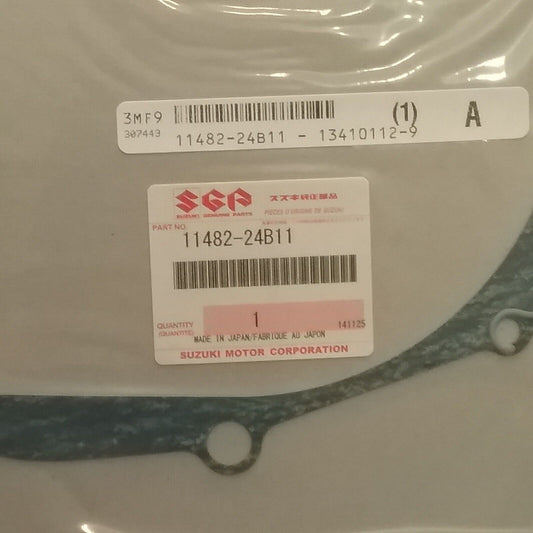 3MF9 (1) A
307443 11482-24B11 - 13410112-9
SGP スズキ純正部品
SUZUKI GENUINE PARTS PIECES D'ORIGINE DE SUZUKI
PART NO.
11482-24B11
QUANTITY 1 141125
(QUANTITE)
MADE IN JAPAN/FABRIQUE AU JAPON
SUZUKI MOTOR CORPORATION